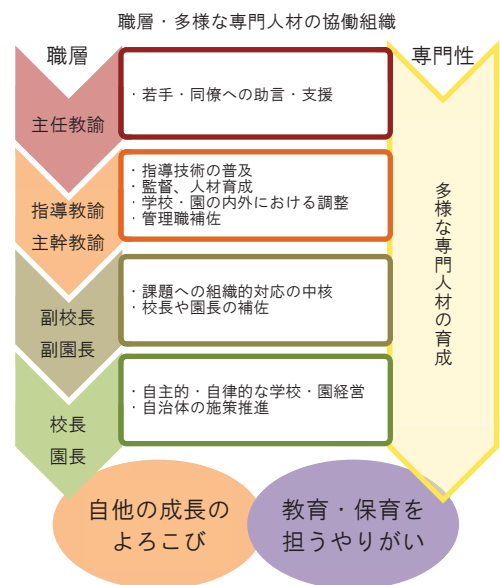 職層・多様な専門人材の協働組織
職層
専門性
主任教諭
・若手・同僚への助言・支援
指導教諭
主幹教諭
・指導技術の普及
・監督、人材育成
・学校・園の内外における調整
・管理職補佐
副校長
副園長
・課題への組織的対応の中核
・校長や園長の補佐
校長
園長
・自主的・自律的な学校・園経営
・自治体の施策推進
多様な専門人材の育成
自他の成長の
よろこび
教育・保育を
担うやりがい